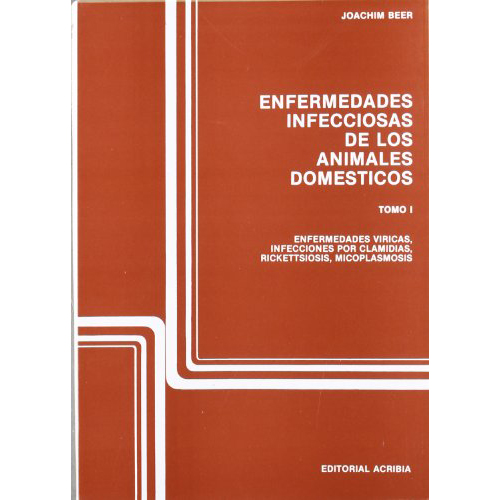 JOACHIM BEER
ENFERMEDADES
INFECCIOSAS
DE LOS
ANIMALES
DOMESTICOS
TOMO I
ENFERMEDADES VIRICAS,
INFECCIONES POR CLAMIDIAS,
RICKETTSIOSIS, MICOPLASMOSIS
EDITORIAL ACRIBIA